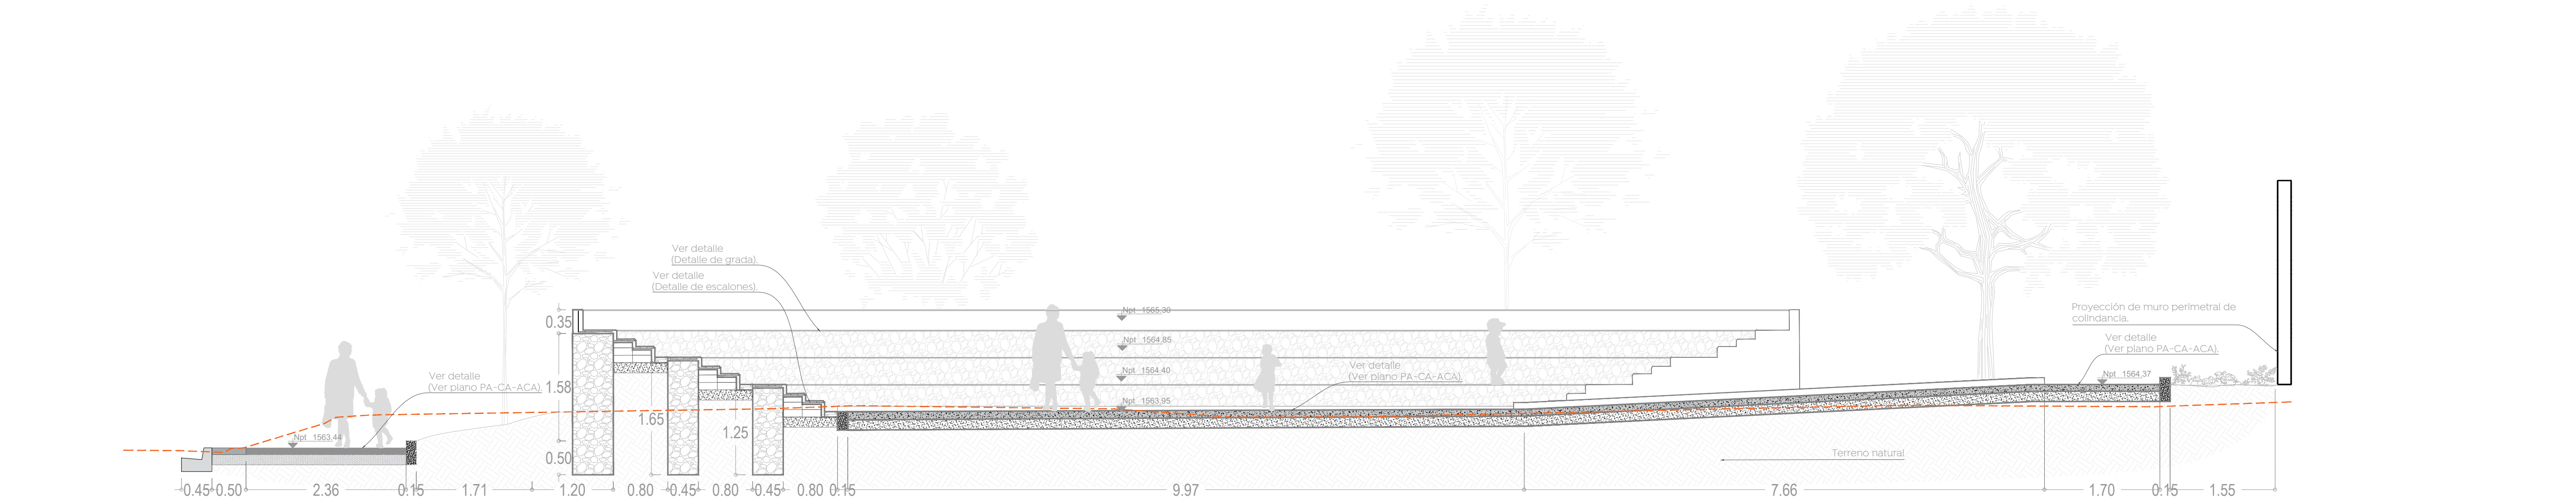 Ver detalle
(Detalle de grada).
Ver detalle
(Detalle de escalones).
Npt 1565.30
Npt 1564.85
Npt 1564.40
Npt 1563.95
Ver detalle
(Ver plano PA-CA-ACA).
Ver detalle
(Ver plano PA-CA-ACA).
Proyección de muro perimetral de
colindancia.
Ver detalle
(Ver plano PA-CA-ACA).
Npt 1564.37
Npt 1563.44
Terreno natural
0.35
1.58
0.50
1.65
1.25
0.45 0.50 2.36 0.15 1.71 1.20 0.80 0.45 0.80 0.45 0.80 0.15 9.97 7.66 1.70 0.15 1.55